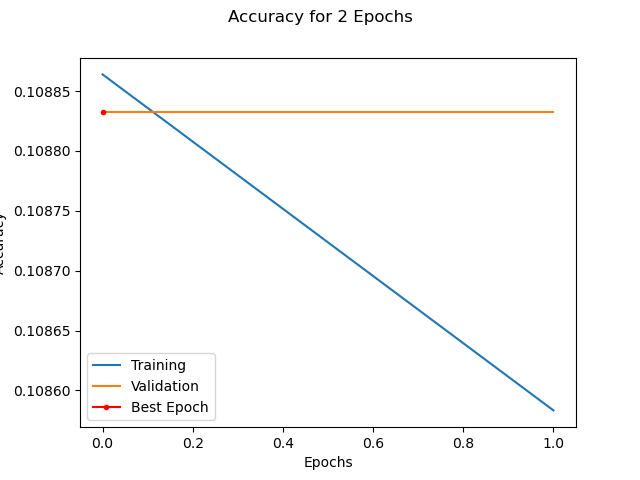 Accuracy for 2 Epochs
0.10885
0.10880
0.10875
0.10870
0.10865
0.10860
Accuracy
Training
Validation
Best Epoch
0.0 0.2 0.4 0.6 0.8 1.0
Epochs